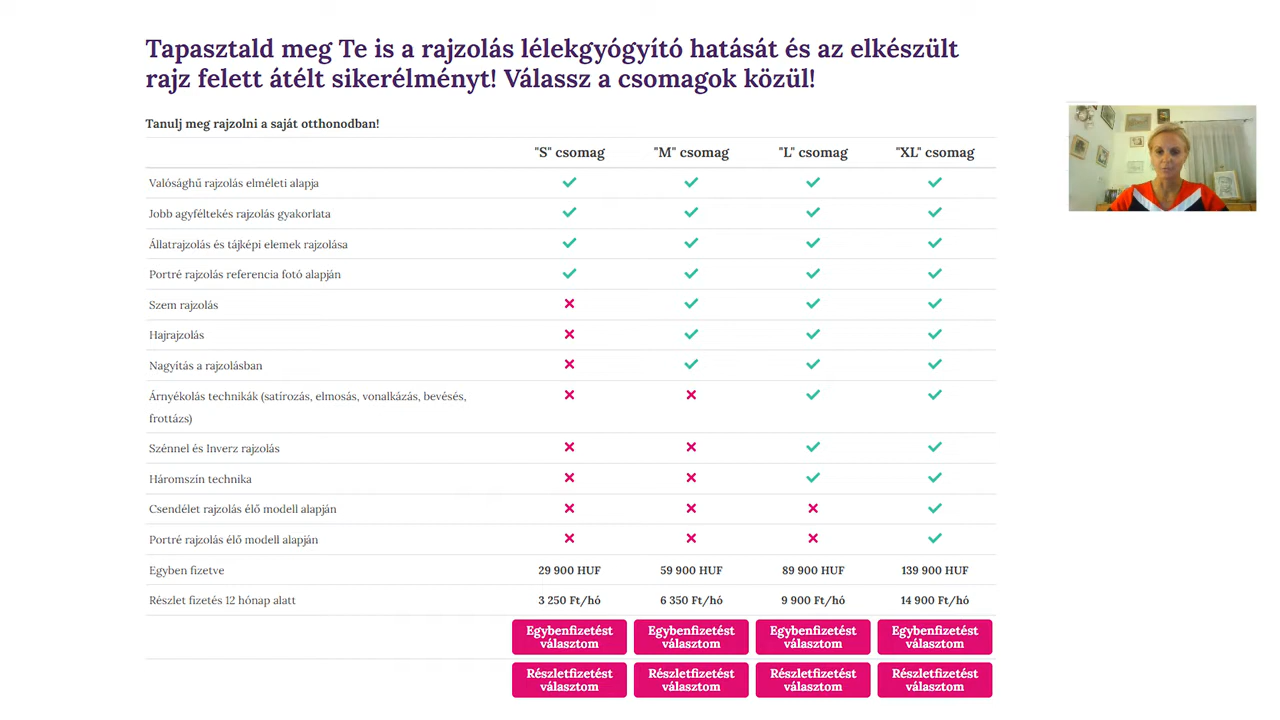 Tapasztald meg Te is a rajzolás lélekgyógyító hatását és az elkészült
rajz felett átélt sikerélményt! Válassz a csomagok közül!
Tanulj meg rajzolni a saját otthonodban!
"S" csomag "M" csomag "L" csomag "XL" csomag
Valósághű rajzolás elméleti alapja
Jobb agyféltekés rajzolás gyakorlata
Állatrajzolás és tájképi elemek rajzolása
Portré rajzolás referencia fotó alapján
Szem rajzolás
Hajrajzolás
Nagyítás a rajzolásban
Árnyékolás technikák (satírozás, elmosás, vonalkázás, bevésés,
frottázs)
Szénnel és Inverz rajzolás
Háromszín technika
Csendélet rajzolás élő modell alapján
Portré rajzolás élő modell alapján
Egyben fizetve 29 900 HUF 59 900 HUF 89 900 HUF 139 900 HUF
Részlet fizetés 12 hónap alatt 3 250 Ft/hó 6 350 Ft/hó 9 900 Ft/hó 14 900 Ft/hó
Egybenfizetést Egybenfizetést Egybenfizetést Egybenfizetést
választom választom választom választom
Részletfizetést Részletfizetést Részletfizetést Részletfizetést
választom választom választom választom